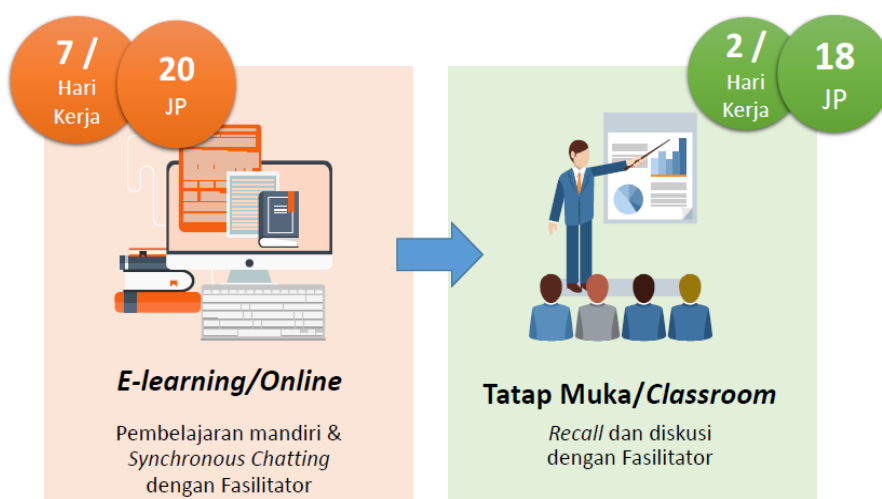 7 /
Hari
Kerja
20
JP
E-learning/Online
Pembelajaran mandiri &
Synchronous Chatting
dengan Fasilitator
2 /
Hari
Kerja
18
JP
Tatap Muka/Classroom
Recall dan diskusi
dengan Fasilitator